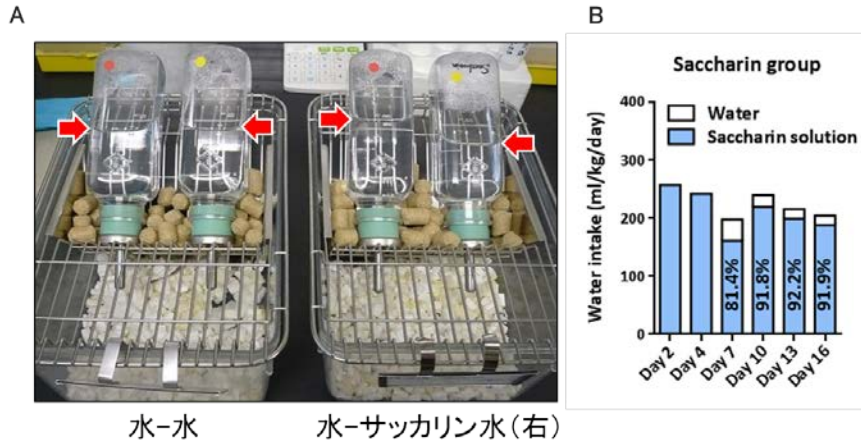 A
B
Saccharin
水-水
水-サッカリン水(右)
Saccharin group
Water
Saccharin solution
Water intake (ml/kg/day)
400
300
200
100
0
81.4%
91.8%
92.2%
91.9%
Day 2
Day 4
Day 7
Day 10
Day 13
Day 16